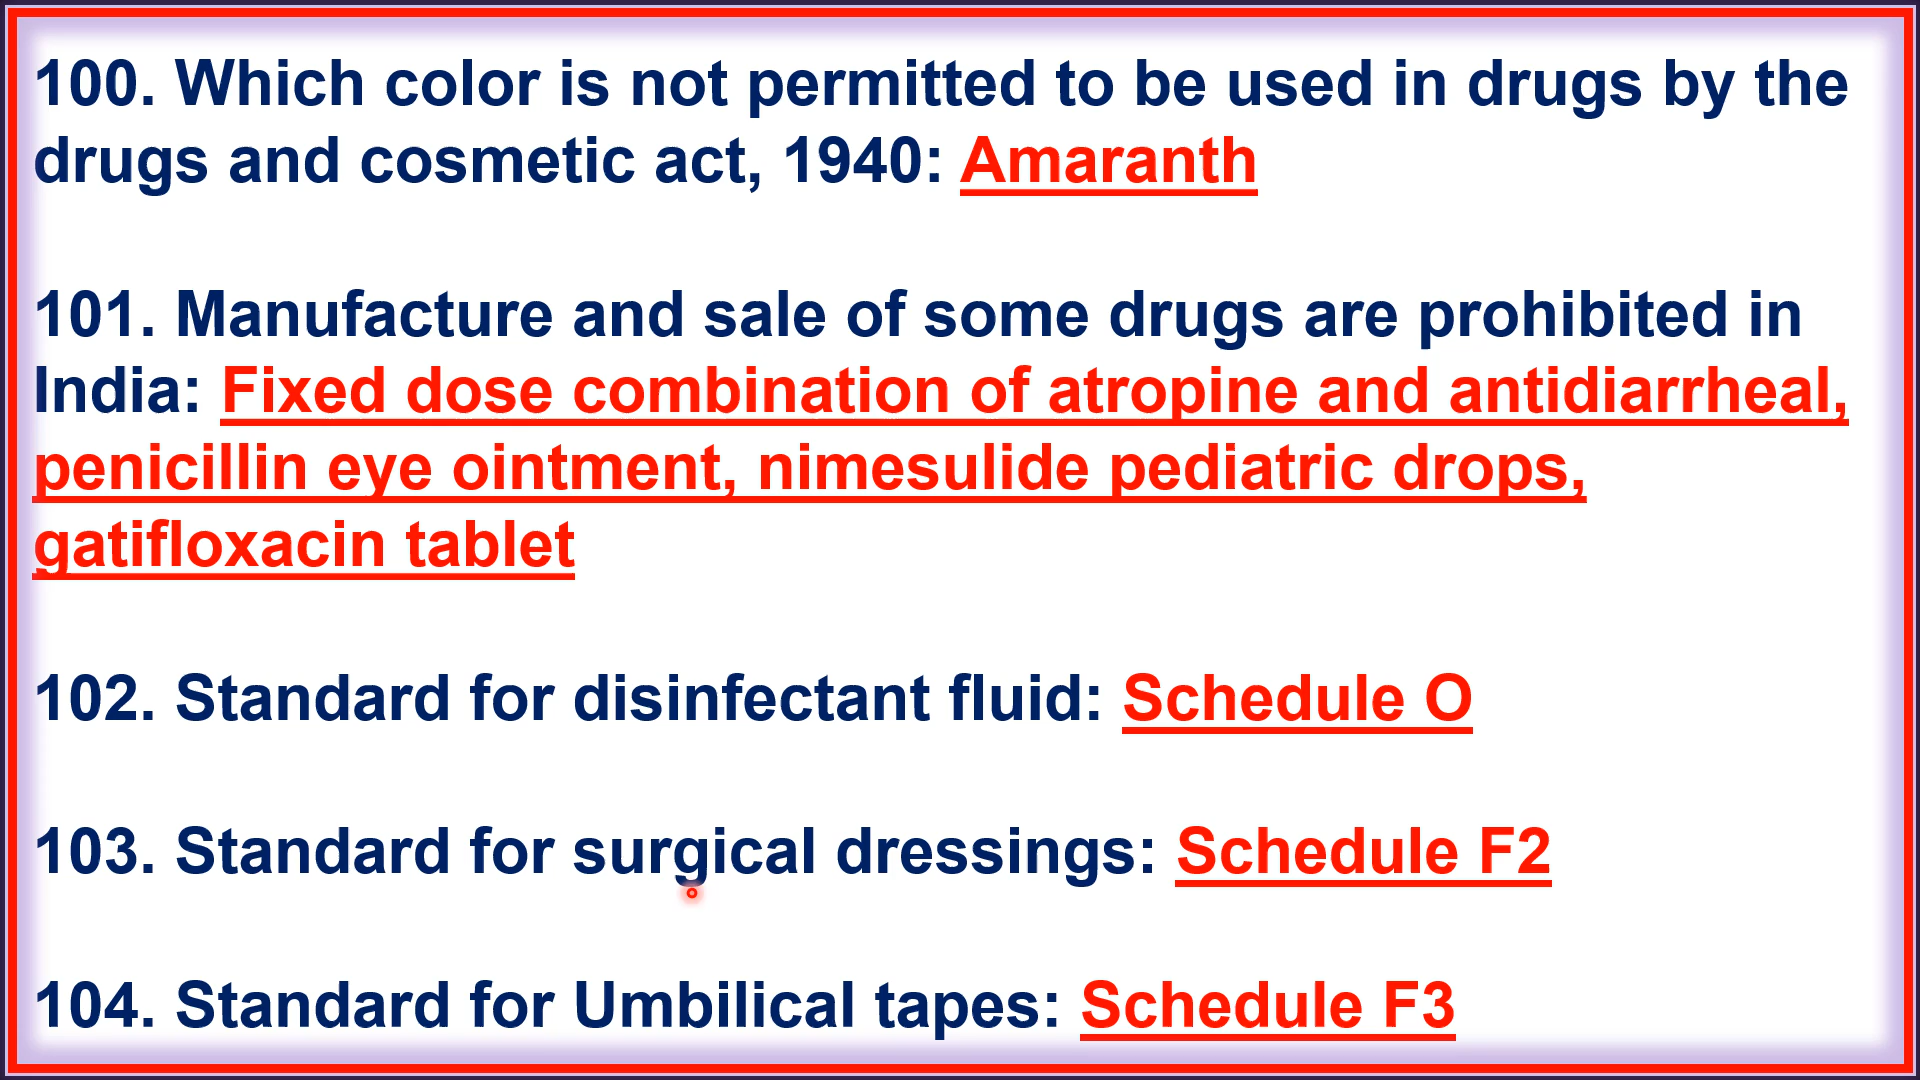 100. Which color is not permitted to be used in drugs by the
drugs and cosmetic act, 1940: Amaranth
101. Manufacture and sale of some drugs are prohibited in
India: Fixed dose combination of atropine and antidiarrheal,
penicillin eye ointment, nimesulide pediatric drops,
gatifloxacin tablet
102. Standard for disinfectant fluid: Schedule O
103. Standard for surgical dressings: Schedule F2
104. Standard for Umbilical tapes: Schedule F3